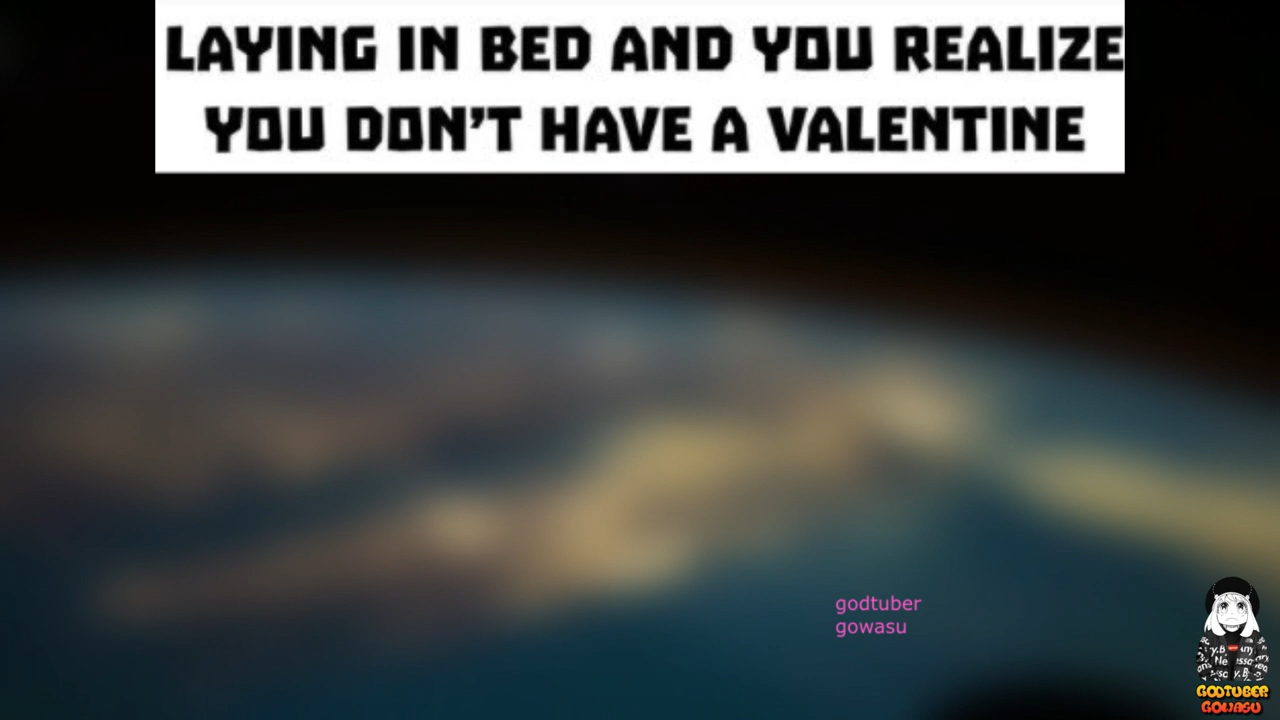 LAYING IN BED AND YOU REALIZE
YOU DON'T HAVE A VALENTINE
godtuber
gowasu
GODTUBER
GOWASU